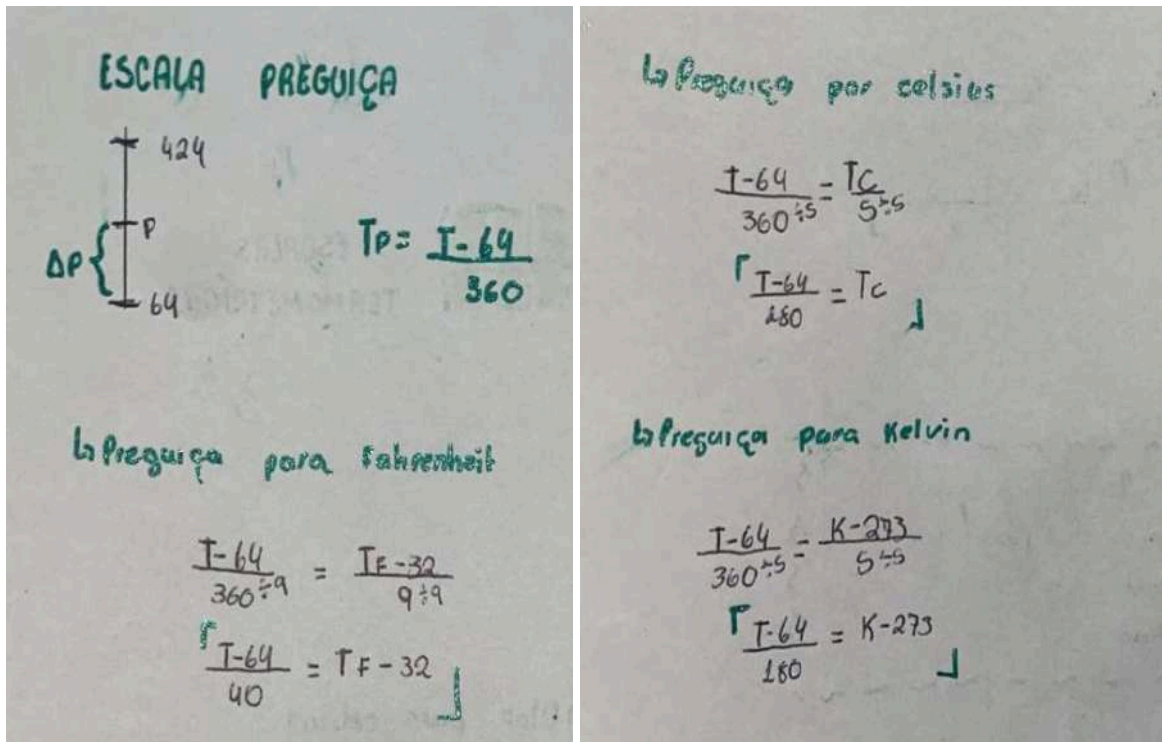 ESCALA PREGUIÇA
424
P
ΔP{
64
TP = T-64
360
↳ Preguiça para Fahrenheit
T-64 = TF-32
360÷9 9÷9
T-64 = TF-32
40
↳ Preguiça por celsius
T-64 = TC
360÷5 5÷5
T-64 = Tc
180
↳ Preguiça para Kelvin
T-64 = K-273
360÷5 5÷5
T-64 = K-273
180